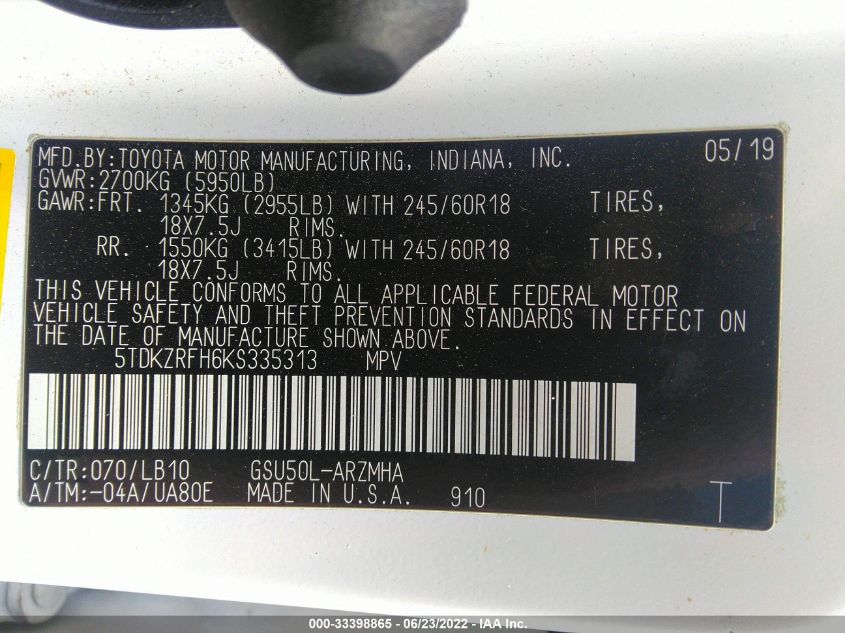 MFD.BY:TOYOTA MOTOR MANUFACTURING, INDIANA, INC. 05/19
GVWR:2700KG (5950LB)
GAWR:FRT. 1345KG (2955LB) WITH 245/60R18 TIRES,
18X7.5J RIMS.
RR. 1550KG (3415LB) WITH 245/60R18 TIRES,
18X7.5J RIMS.
THIS VEHICLE CONFORMS TO ALL APPLICABLE FEDERAL MOTOR
VEHICLE SAFETY AND THEFT PREVENTION STANDARDS IN EFFECT ON
THE DATE OF MANUFACTURE SHOWN ABOVE.
5TDKZRFH6KS335313 MPV
C/TR:070/LB10 GSU50L-ARZMHA
A/TM:-04A/UA80E MADE IN U.S.A. 910 T
000-33398865 - 06/23/2022 - IAA Inc.